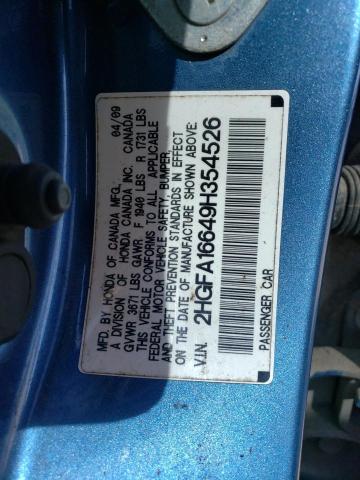 MFD. BY HONDA OF CANADA MFG. 04/09
A DIVISION OF HONDA CANADA INC. CANADA
GVWR 3671 LBS GAWR F 1940 LBS R 1731 LBS
THIS VEHICLE CONFORMS TO ALL APPLICABLE
FEDERAL MOTOR VEHICLE SAFETY, BUMPER,
AND THEFT PREVENTION STANDARDS IN EFFECT
ON THE DATE OF MANUFACTURE SHOWN ABOVE.
V.I.N. 2HGFA16649H354526
PASSENGER CAR